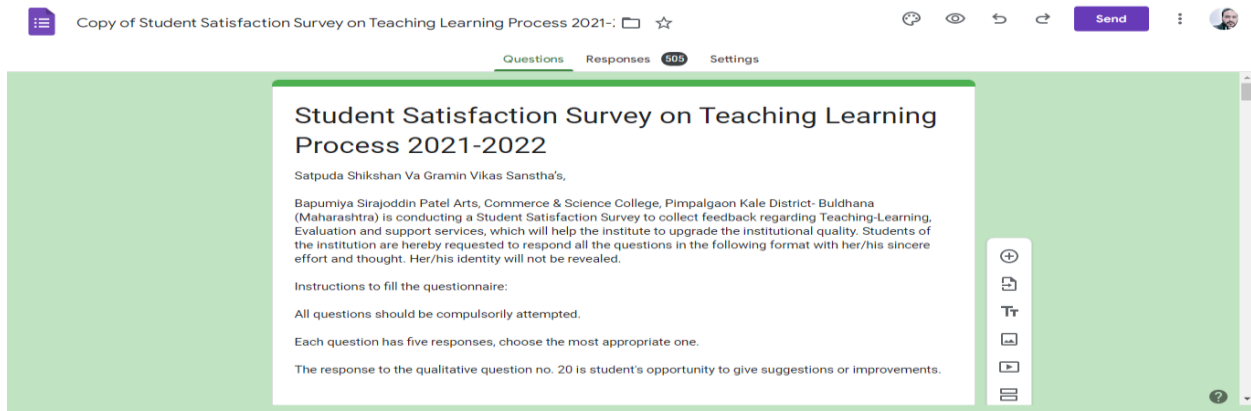 Copy of Student Satisfaction Survey on Teaching Learning Process 2021-2
Send
Questions Responses 505 Settings
Student Satisfaction Survey on Teaching Learning
Process 2021-2022
Satpuda Shikshan Va Gramin Vikas Sanstha's,
Bapumiya Sirajoddin Patel Arts, Commerce & Science College, Pimpalgaon Kale District- Buldhana
(Maharashtra) is conducting a Student Satisfaction Survey to collect feedback regarding Teaching-Learning,
Evaluation and support services, which will help the institute to upgrade the institutional quality. Students of
the institution are hereby requested to respond all the questions in the following format with her/his sincere
effort and thought. Her/his identity will not be revealed.
Instructions to fill the questionnaire:
All questions should be compulsorily attempted.
Each question has five responses, choose the most appropriate one.
The response to the qualitative question no. 20 is student's opportunity to give suggestions or improvements.
Tт